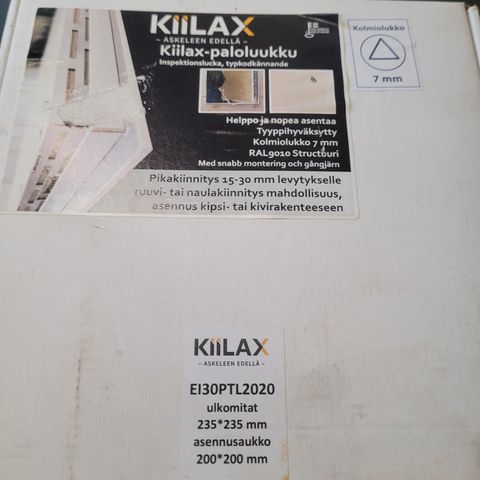 KIILAX
– ASKELEEN EDELLÄ –
Kiilax-paloluukku
Inspektionslucka, typkodkännande
Helppo ja nopea asentaa
Tyyppihyväksytty
Kolmiolukko 7 mm
RAL9010 Structuuri
Med snabb montering och gångjärn
Pikakiinnitys 15-30 mm levytykselle
ruuvi- tai naulakiinnitys mahdollisuus,
asennus kipsi- tai kivirakenteeseen
Kolmiolukko
7 mm
KIILAX
– ASKELEEN EDELLÄ –
EI30PTL2020
ulkomitat
235*235 mm
asennusaukko
200*200 mm